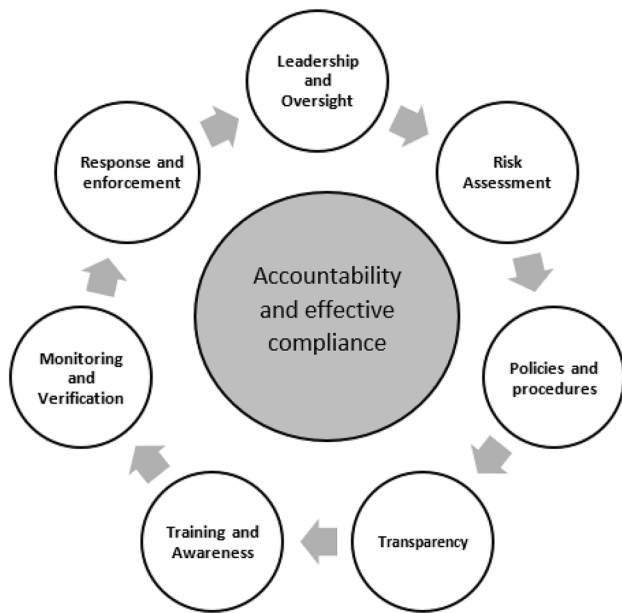 Leadership
and
Oversight
Risk
Assessment
Policies and
procedures
Transparency
Training and
Awareness
Monitoring
and
Verification
Response and
enforcement
Accountability
and effective
compliance